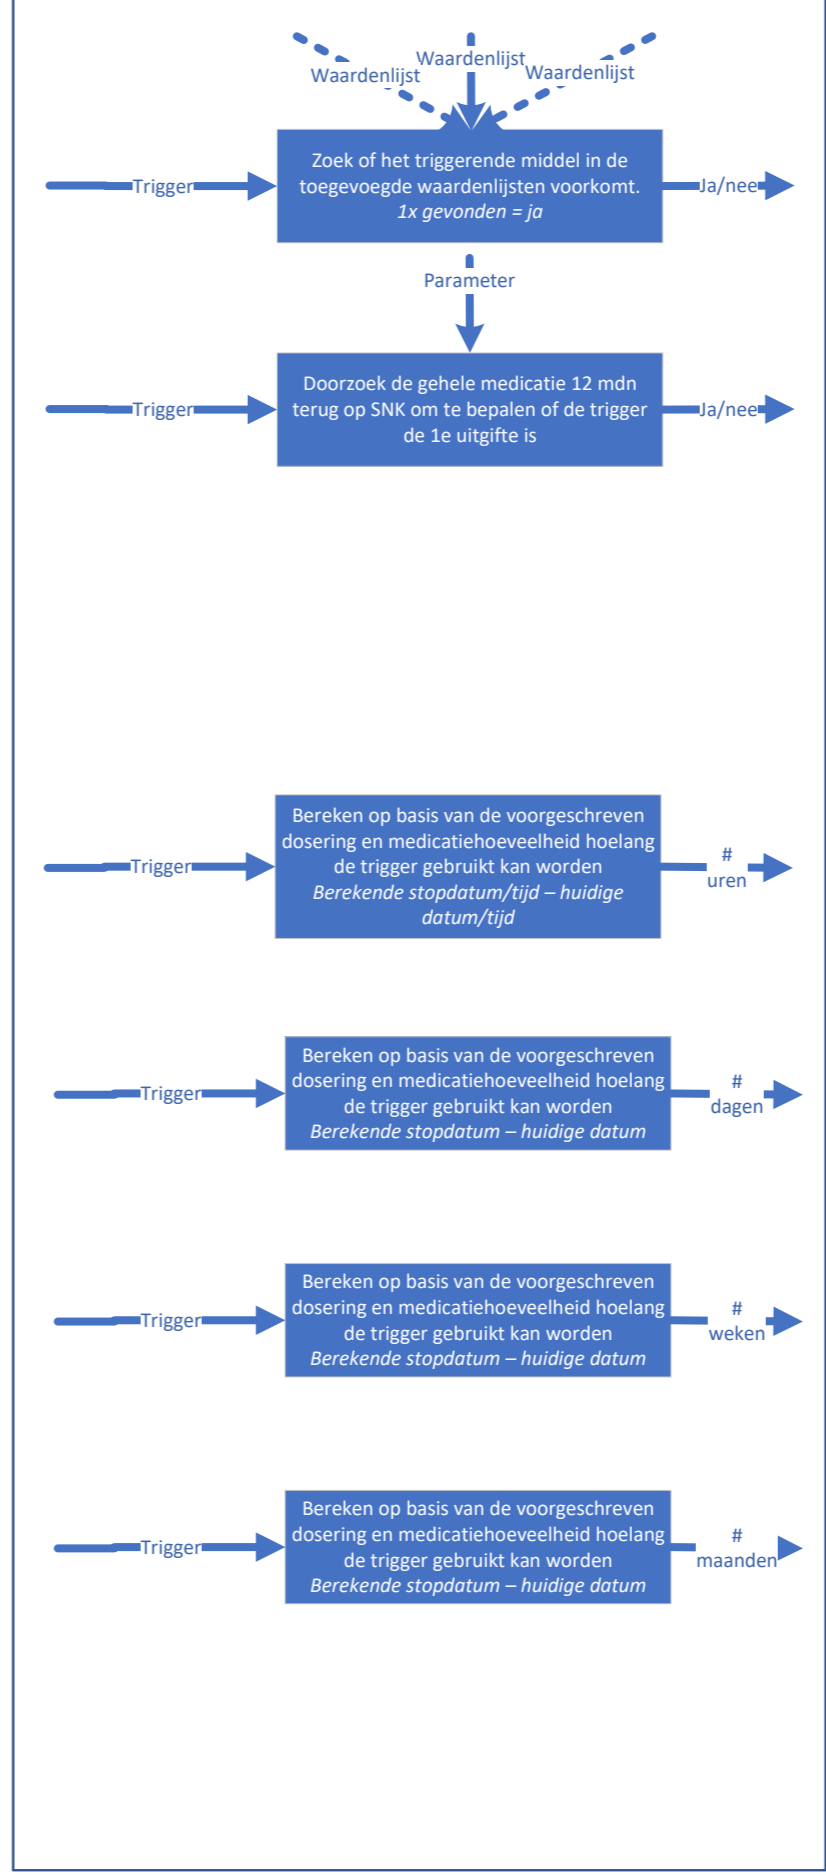 Waardenlijst
Waardenlijst
Waardenlijst
Zoek of het triggerende middel in de
toegevoegde waardenlijsten voorkomt.
1x gevonden = ja
Trigger
Ja/nee
Parameter
Doorzoek de gehele medicatie 12 mdn
terug op SNK om te bepalen of de trigger
de 1e uitgifte is
Trigger
Ja/nee
Bereken op basis van de voorgeschreven
dosering en medicatiehoeveelheid hoelang
de trigger gebruikt kan worden
Berekende stopdatum/tijd – huidige
datum/tijd
Trigger
#
uren
Bereken op basis van de voorgeschreven
dosering en medicatiehoeveelheid hoelang
de trigger gebruikt kan worden
Berekende stopdatum – huidige datum
Trigger
#
dagen
Bereken op basis van de voorgeschreven
dosering en medicatiehoeveelheid hoelang
de trigger gebruikt kan worden
Berekende stopdatum – huidige datum
Trigger
#
weken
Bereken op basis van de voorgeschreven
dosering en medicatiehoeveelheid hoelang
de trigger gebruikt kan worden
Berekende stopdatum – huidige datum
Trigger
#
maanden